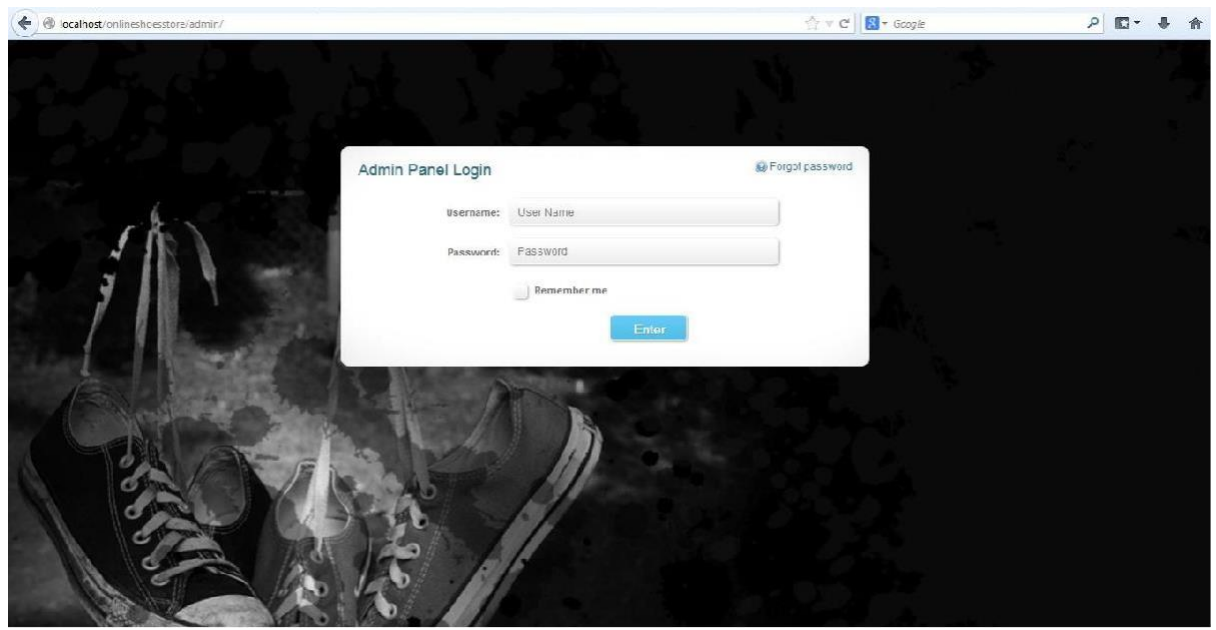 localhost/onlineshoesstore/admin/
Google
Admin Panel Login
Forgot password
Username:
User Name
Password:
Password
Remember me
Enter